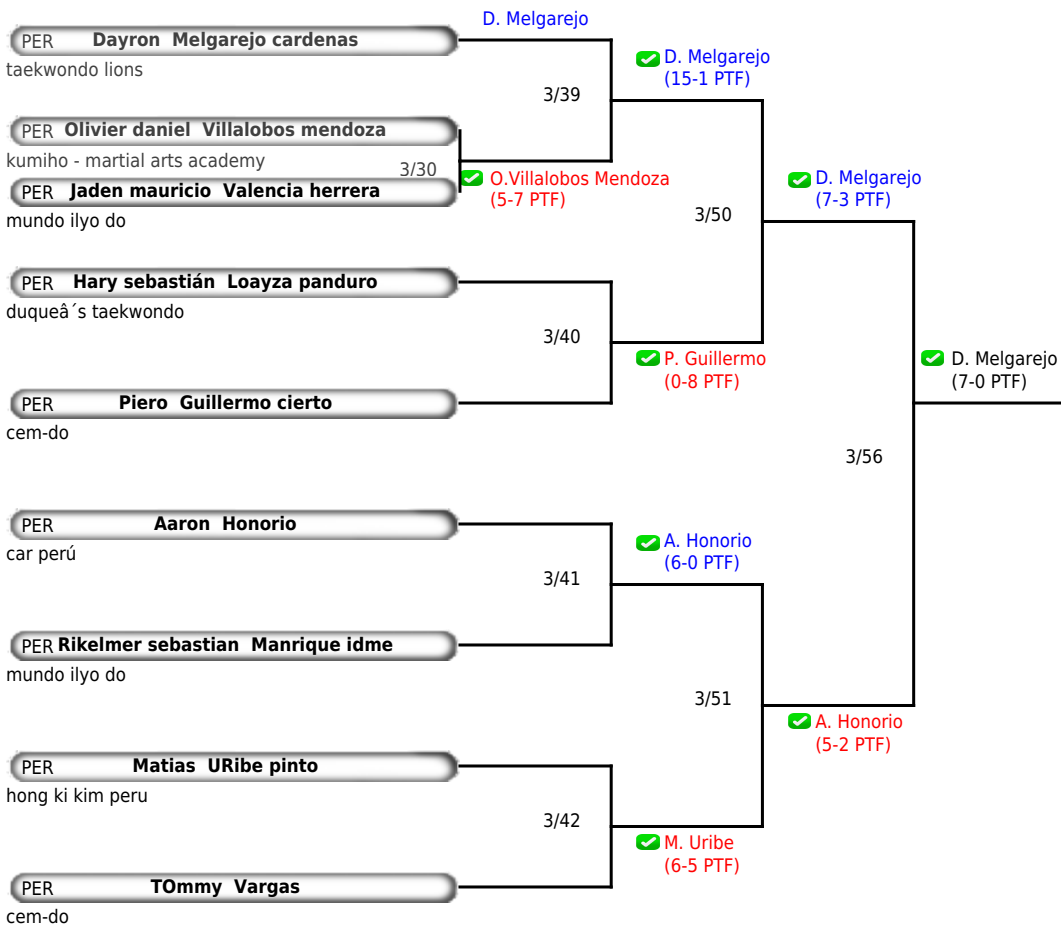 D. Melgarejo
PER Dayron Melgarejo cardenas
taekwondo lions
D. Melgarejo
(15-1 PTF)
3/39
PER Olivier daniel Villalobos mendoza
kumiho - martial arts academy
3/30
O.Villalobos Mendoza
(5-7 PTF)
PER Jaden mauricio Valencia herrera
mundo ilyo do
D. Melgarejo
(7-3 PTF)
3/50
PER Hary sebastián Loayza panduro
duqueâ´s taekwondo
3/40
P. Guillermo
(0-8 PTF)
D. Melgarejo
(7-0 PTF)
PER Piero Guillermo cierto
cem-do
3/56
PER Aaron Honorio
car perú
A. Honorio
(6-0 PTF)
3/41
PER Rikelmer sebastian Manrique idme
mundo ilyo do
3/51
A. Honorio
(5-2 PTF)
PER Matias URibe pinto
hong ki kim peru
3/42
M. Uribe
(6-5 PTF)
PER TOmmy Vargas
cem-do